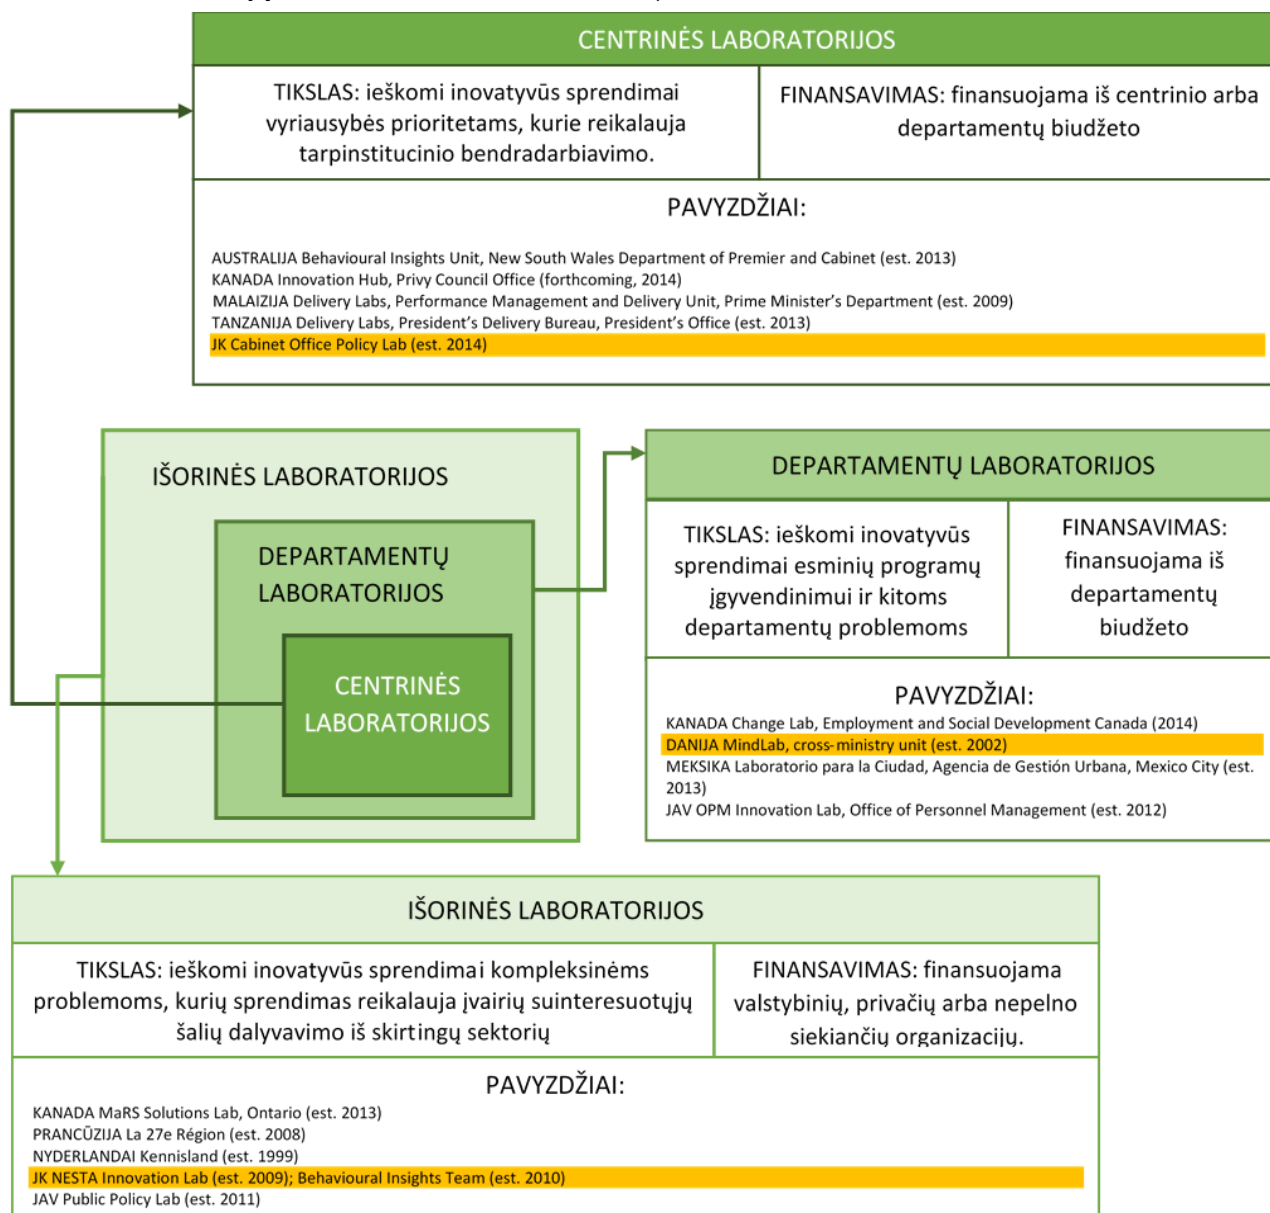 CENTRINĖS LABORATORIJOS
TIKSLAS: ieškomi inovatyvūs sprendimai
vyriausybės prioritetams, kurie reikalauja
tarpinstitucinio bendradarbiavimo.
FINANSAVIMAS: finansuojama iš centrinio arba
departamentų biudžeto
PAVYZDŽIAI:
AUSTRALIJA Behavioural Insights Unit, New South Wales Department of Premier and Cabinet (est. 2013)
KANADA Innovation Hub, Privy Council Office (forthcoming, 2014)
MALAIZIJA Delivery Labs, Performance Management and Delivery Unit, Prime Minister’s Department (est. 2009)
TANZANIJA Delivery Labs, President’s Delivery Bureau, President’s Office (est. 2013)
JK Cabinet Office Policy Lab (est. 2014)
IŠORINĖS LABORATORIJOS
DEPARTAMENTŲ
LABORATORIJOS
CENTRINĖS
LABORATORIJOS
DEPARTAMENTŲ LABORATORIJOS
TIKSLAS: ieškomi inovatyvūs
sprendimai esminių programų
įgyvendinimui ir kitoms
departamentų problemoms
FINANSAVIMAS:
finansuojama iš
departamentų
biudžeto
PAVYZDŽIAI:
KANADA Change Lab, Employment and Social Development Canada (2014)
DANIJA MindLab, cross-ministry unit (est. 2002)
MEKSIKA Laboratorio para la Ciudad, Agencia de Gestión Urbana, Mexico City (est.
2013)
JAV OPM Innovation Lab, Office of Personnel Management (est. 2012)
IŠORINĖS LABORATORIJOS
TIKSLAS: ieškomi inovatyvūs sprendimai kompleksinėms
problemoms, kurių sprendimas reikalauja įvairių suinteresuotųjų
šalių dalyvavimo iš skirtingų sektorių
FINANSAVIMAS: finansuojama
valstybinių, privačių arba nepelno
siekiančių organizacijų.
PAVYZDŽIAI:
KANADA MaRS Solutions Lab, Ontario (est. 2013)
PRANCŪZIJA La 27e Région (est. 2008)
NYDERLANDAI Kennisland (est. 1999)
JK NESTA Innovation Lab (est. 2009); Behavioural Insights Team (est. 2010)
JAV Public Policy Lab (est. 2011)